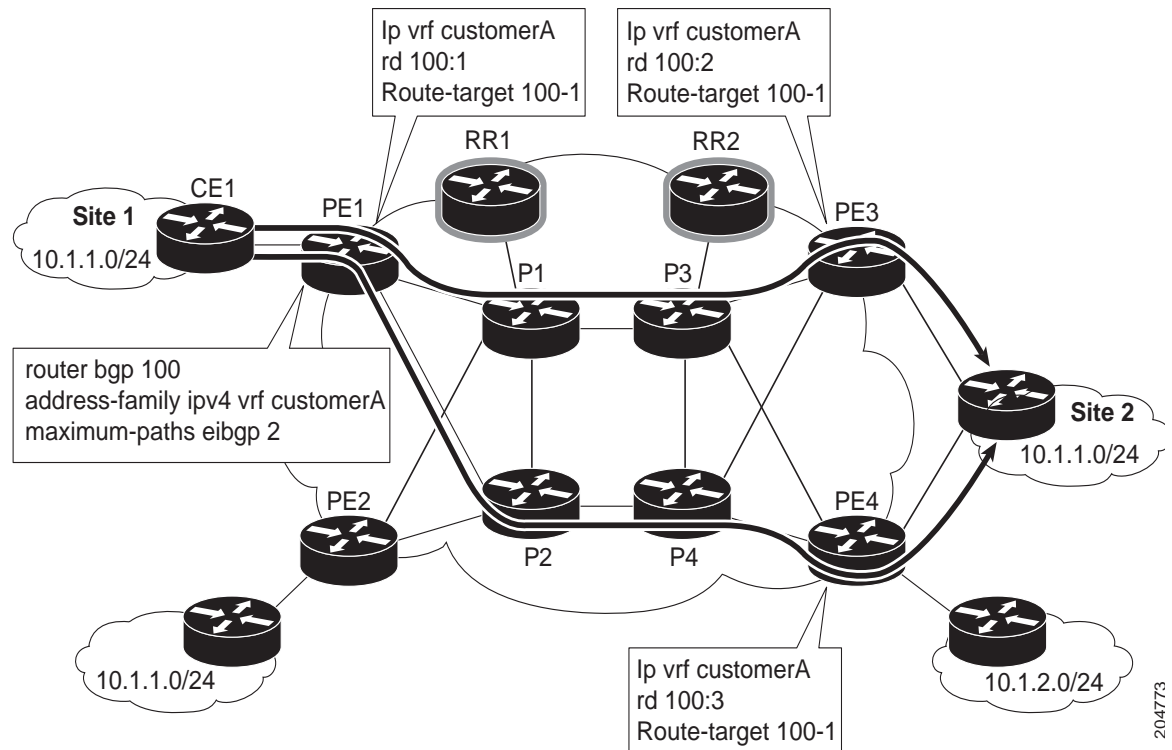 Ip vrf customerA
rd 100:1
Route-target 100-1
Ip vrf customerA
rd 100:2
Route-target 100-1
RR1
RR2
CE1
Site 1
10.1.1.0/24
PE1
PE3
P1
P3
router bgp 100
address-family ipv4 vrf customerA
maximum-paths eibgp 2
Site 2
10.1.1.0/24
PE2
P2
P4
PE4
10.1.1.0/24
Ip vrf customerA
rd 100:3
Route-target 100-1
10.1.2.0/24
204773